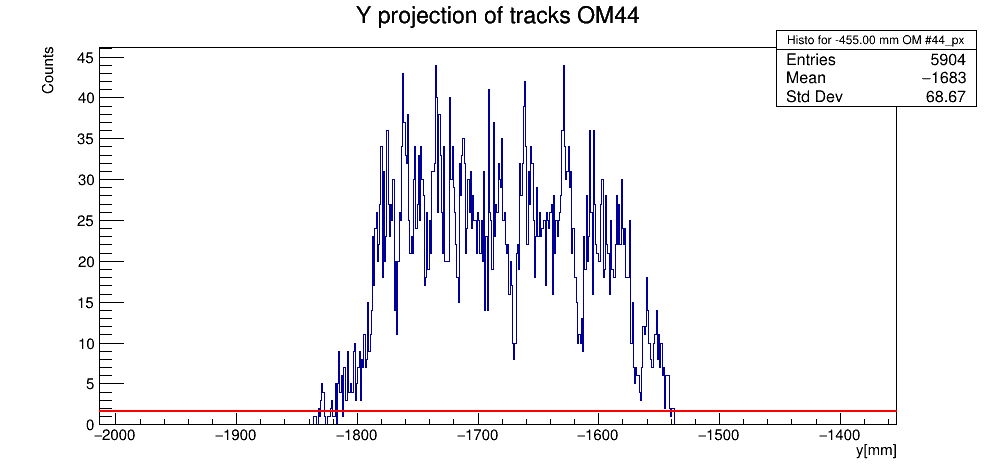 Y projection of tracks OM44
Histo for -455.00 mm OM #44_px
Entries 5904
Mean −1683
Std Dev 68.67
Counts
45
40
35
30
25
20
15
10
5
0
−2000 −1900 −1800 −1700 −1600 −1500 −1400
y[mm]